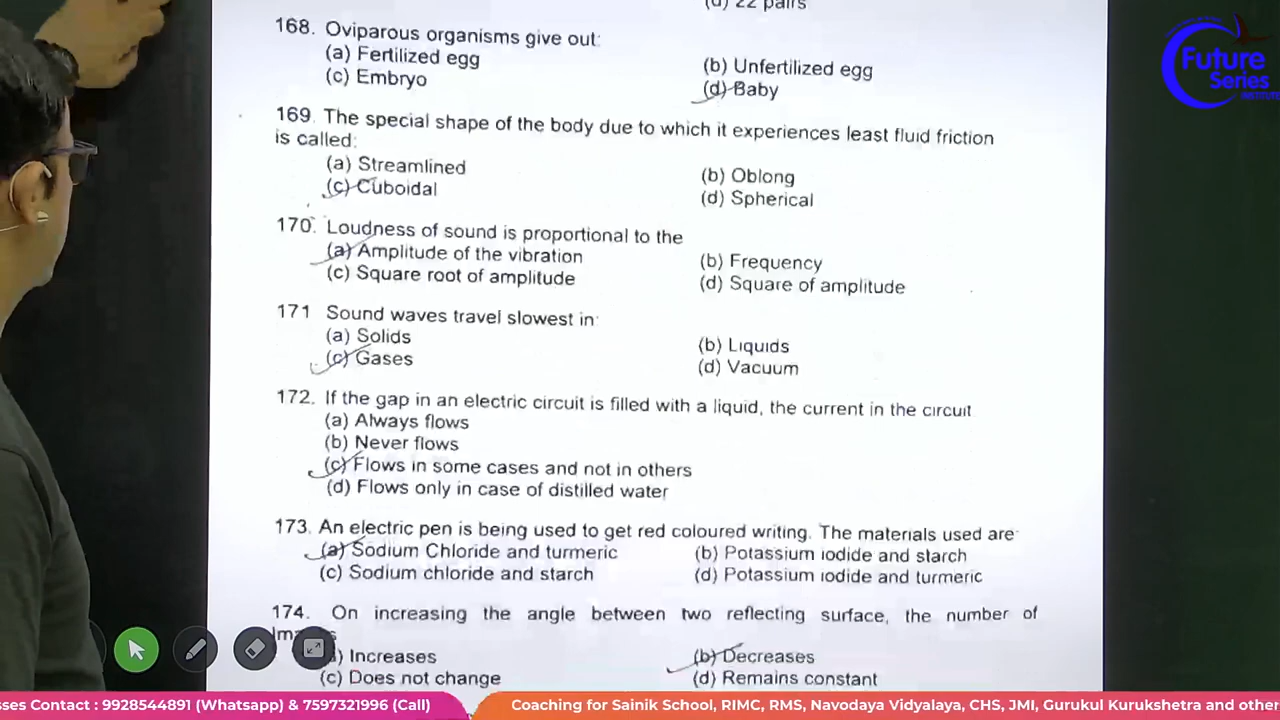 (d) 22 pairs
168. Oviparous organisms give out:
(a) Fertilized egg
(b) Unfertilized egg
(c) Embryo
(d) Baby
169. The special shape of the body due to which it experiences least fluid friction
is called:
(a) Streamlined
(b) Oblong
(c) Cuboidal
(d) Spherical
170. Loudness of sound is proportional to the
(a) Amplitude of the vibration
(b) Frequency
(c) Square root of amplitude
(d) Square of amplitude
171 Sound waves travel slowest in:
(a) Solids
(b) Liquids
(c) Gases
(d) Vacuum
172. If the gap in an electric circuit is filled with a liquid, the current in the circuit
(a) Always flows
(b) Never flows
(c) Flows in some cases and not in others
(d) Flows only in case of distilled water
173. An electric pen is being used to get red coloured writing. The materials used are
(a) Sodium Chloride and turmeric
(b) Potassium iodide and starch
(c) Sodium chloride and starch
(d) Potassium iodide and turmeric
174. On increasing the angle between two reflecting surface, the number of
) Increases
(b) Decreases
(c) Does not change
(d) Remains constant
Future
Series
INSTITUTE
sses Contact : 9928544891 (Whatsapp) & 7597321996 (Call)
Coaching for Sainik School, RIMC, RMS, Navodaya Vidyalaya, CHS, JMI, Gurukul Kurukshetra and other